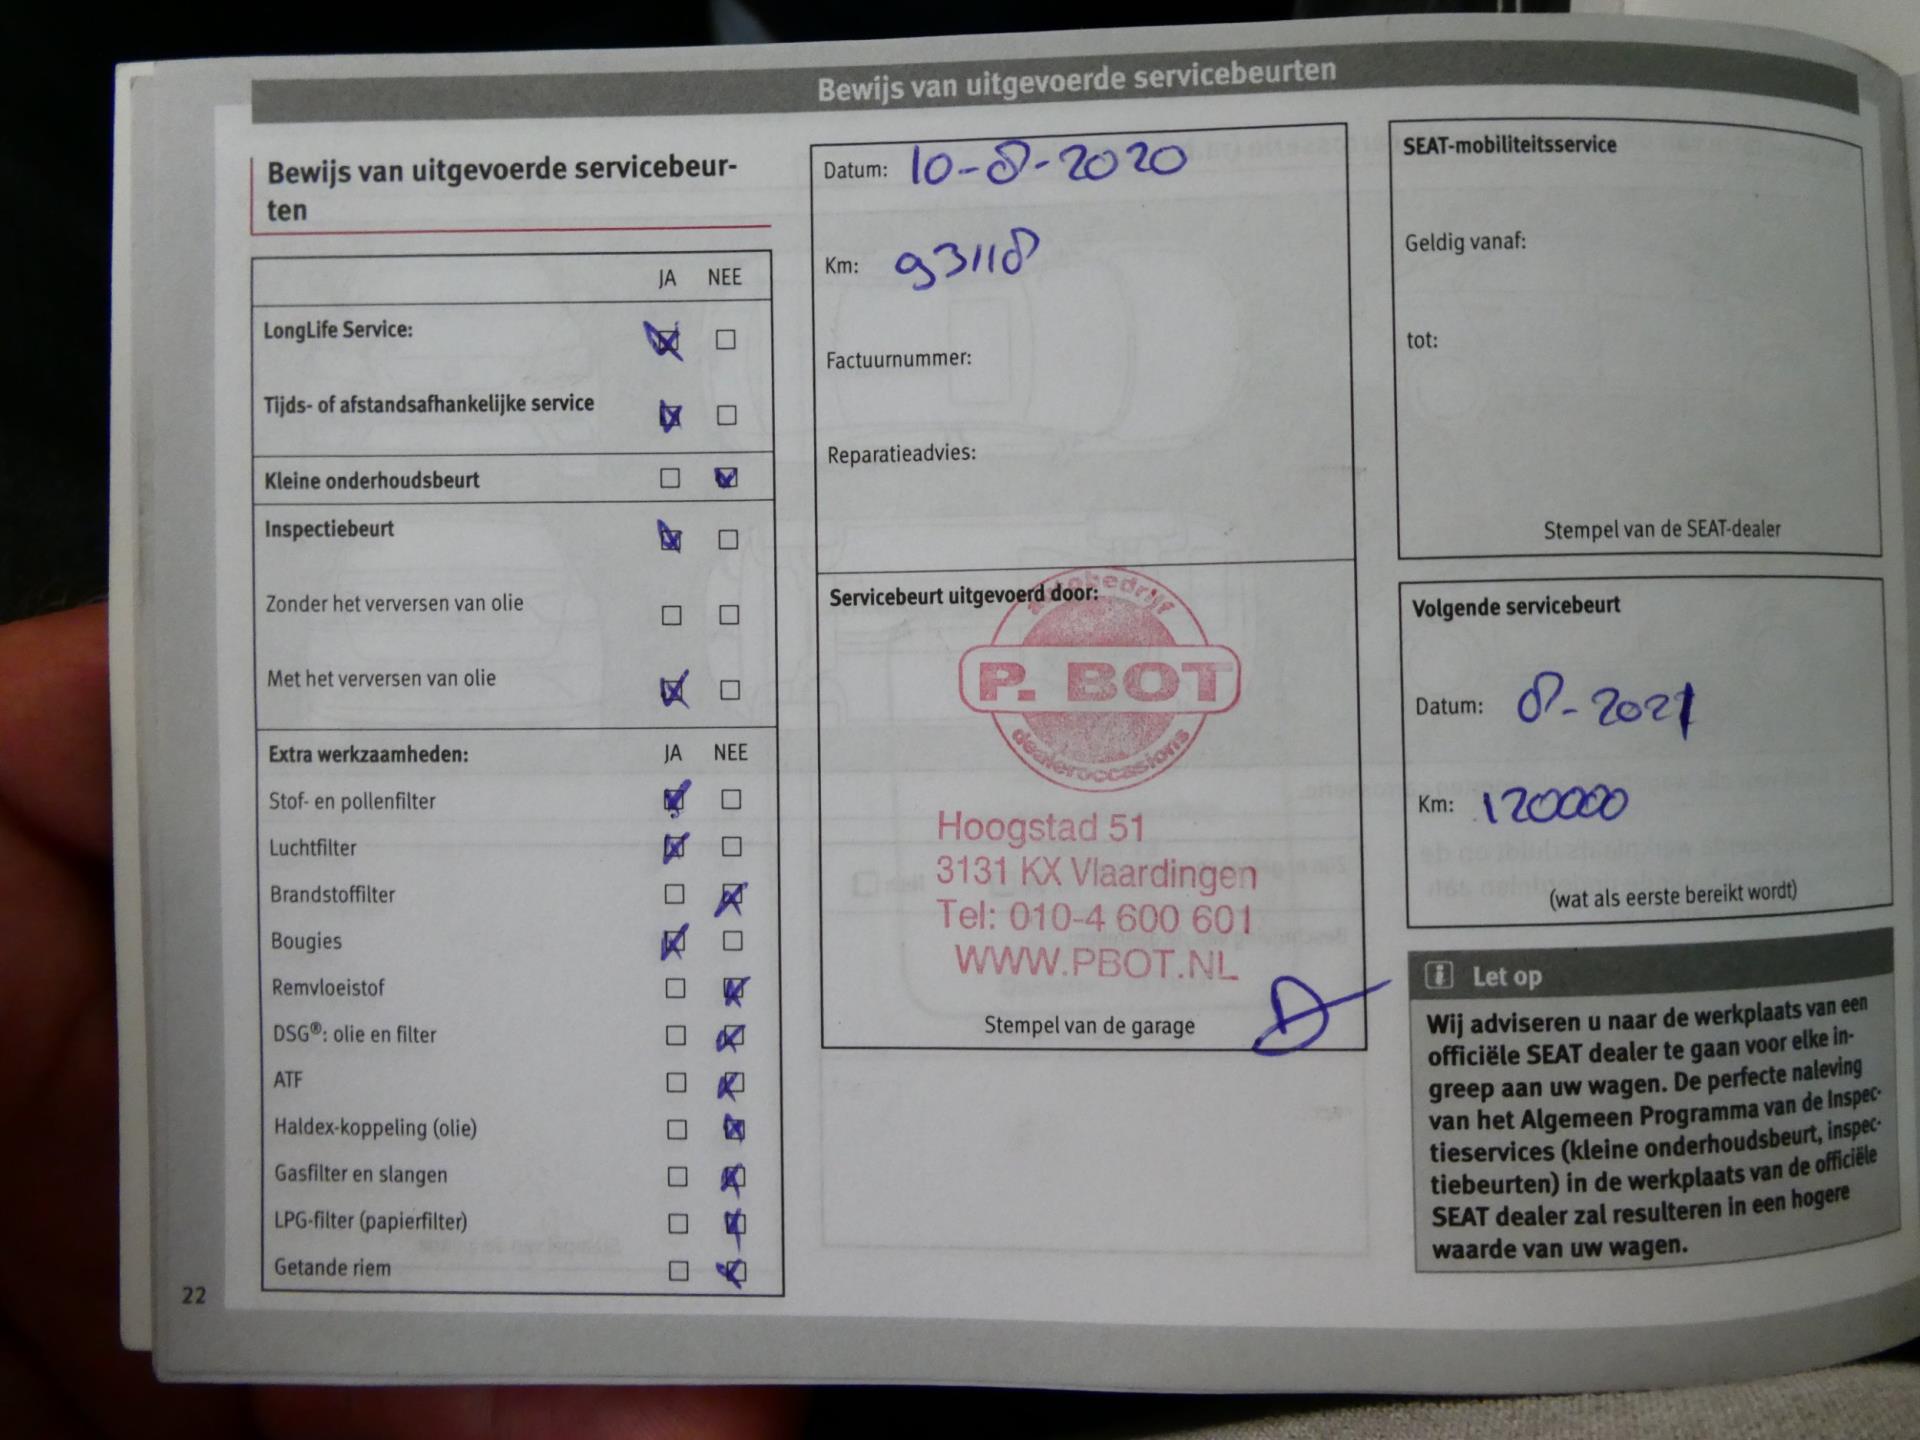 Bewijs van uitgevoerde servicebeurten
Bewijs van uitgevoerde servicebeur-
ten
JA NEE
LongLife Service:
Tijds- of afstandsafhankelijke service
Kleine onderhoudsbeurt
Inspectiebeurt
Zonder het verversen van olie
Met het verversen van olie
Extra werkzaamheden: JA NEE
Stof- en pollenfilter
Luchtfilter
Brandstoffilter
Bougies
Remvloeistof
DSG®: olie en filter
ATF
Haldex-koppeling (olie)
Gasfilter en slangen
LPG-filter (papierfilter)
Getande riem
22
Datum: 10-8-2020
Km: 93118
Factuurnummer:
Reparatieadvies:
Servicebeurt uitgevoerd door:
autobedrijf
P. BOT
dealeroccasions
Hoogstad 51
3131 KX Vlaardingen
Tel: 010-4 600 601
WWW.PBOT.NL
Stempel van de garage
SEAT-mobiliteitsservice
Geldig vanaf:
tot:
Stempel van de SEAT-dealer
Volgende servicebeurt
Datum: 8-2021
Km: 120000
(wat als eerste bereikt wordt)
i Let op
Wij adviseren u naar de werkplaats van een
officiële SEAT dealer te gaan voor elke in-
greep aan uw wagen. De perfecte naleving
van het Algemeen Programma van de Inspec-
tieservices (kleine onderhoudsbeurt, inspec-
tiebeurten) in de werkplaats van de officiële
SEAT dealer zal resulteren in een hogere
waarde van uw wagen.